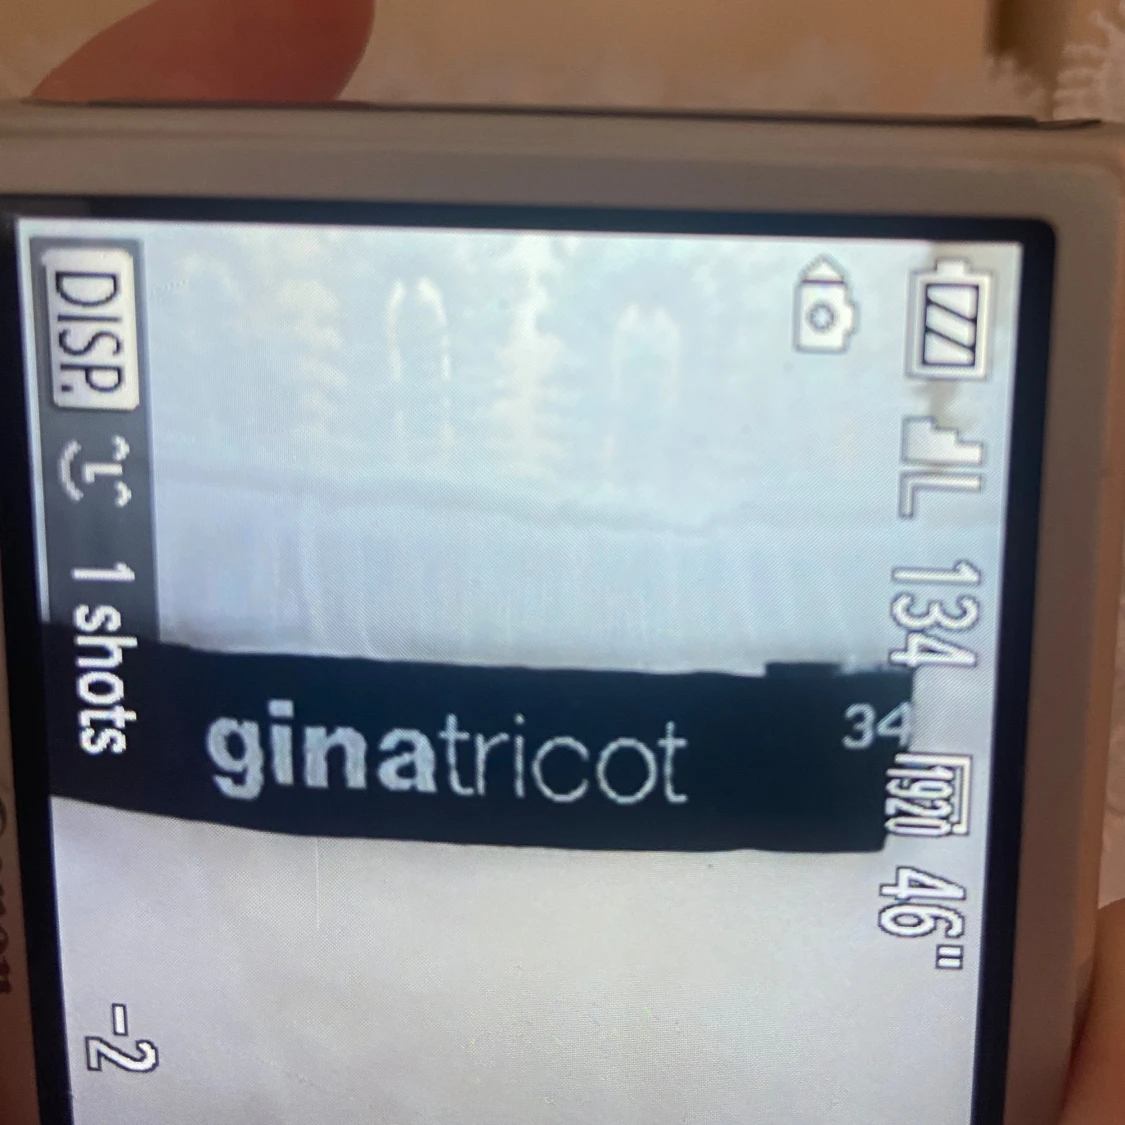 L 134 1920 46"
34
ginatricot
DISP. 1 shots
-2